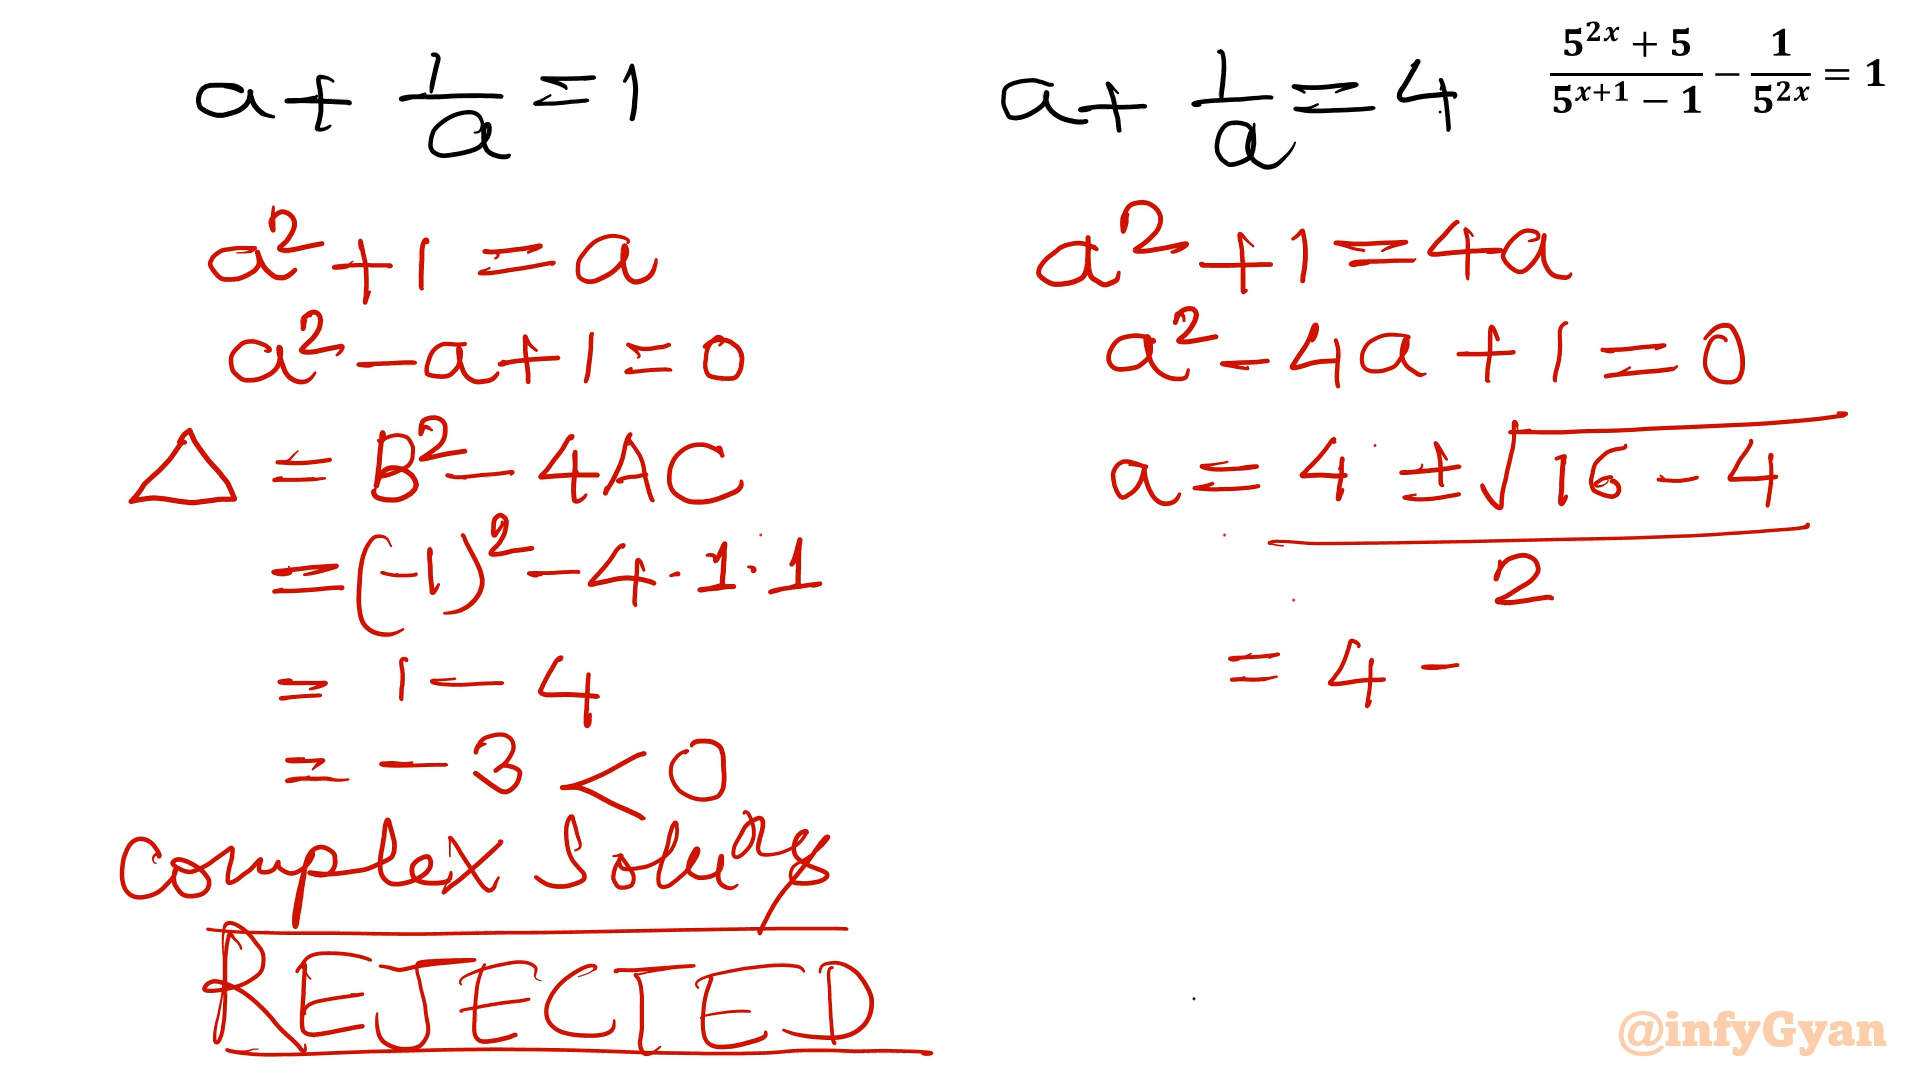 a + 1/a = 1
a² + 1 = a
a² - a + 1 = 0
△ = B² - 4AC
= (-1)² - 4 · 1 · 1
= 1 - 4
= - 3 < 0
Complex Soluⁿs
REJECTED
a + 1/a = 4
a² + 1 = 4a
a² - 4a + 1 = 0
a = (4 ± √(16 - 4))/2
= 4 -
(5^(2x) + 5)/(5^(x+1) − 1) − 1/5^(2x) = 1
@infyGyan